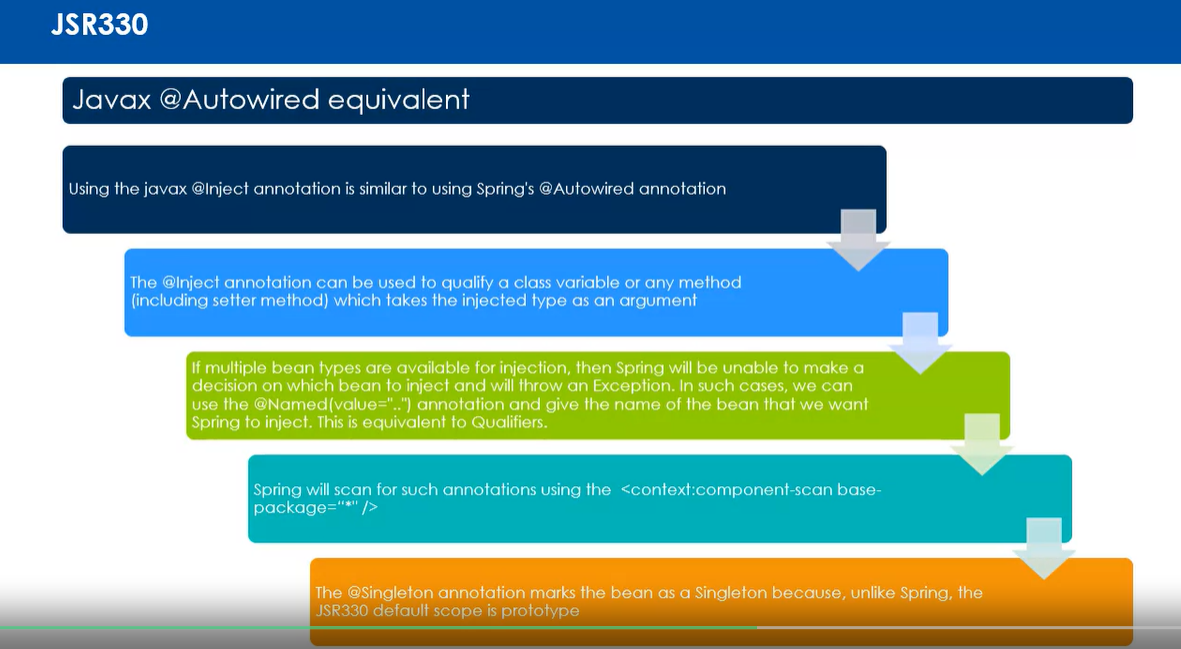 JSR330
Javax @Autowired equivalent
Using the javax @Inject annotation is similar to using Spring's @Autowired annotation
The @Inject annotation can be used to qualify a class variable or any method
(including setter method) which takes the injected type as an argument
If multiple bean types are available for injection, then Spring will be unable to make a
decision on which bean to inject and will throw an Exception. In such cases, we can
use the @Named(value="..") annotation and give the name of the bean that we want
Spring to inject. This is equivalent to Qualifiers.
Spring will scan for such annotations using the <context:component-scan base-
package="*" />
The @Singleton annotation marks the bean as a Singleton because, unlike Spring, the
JSR330 default scope is prototype